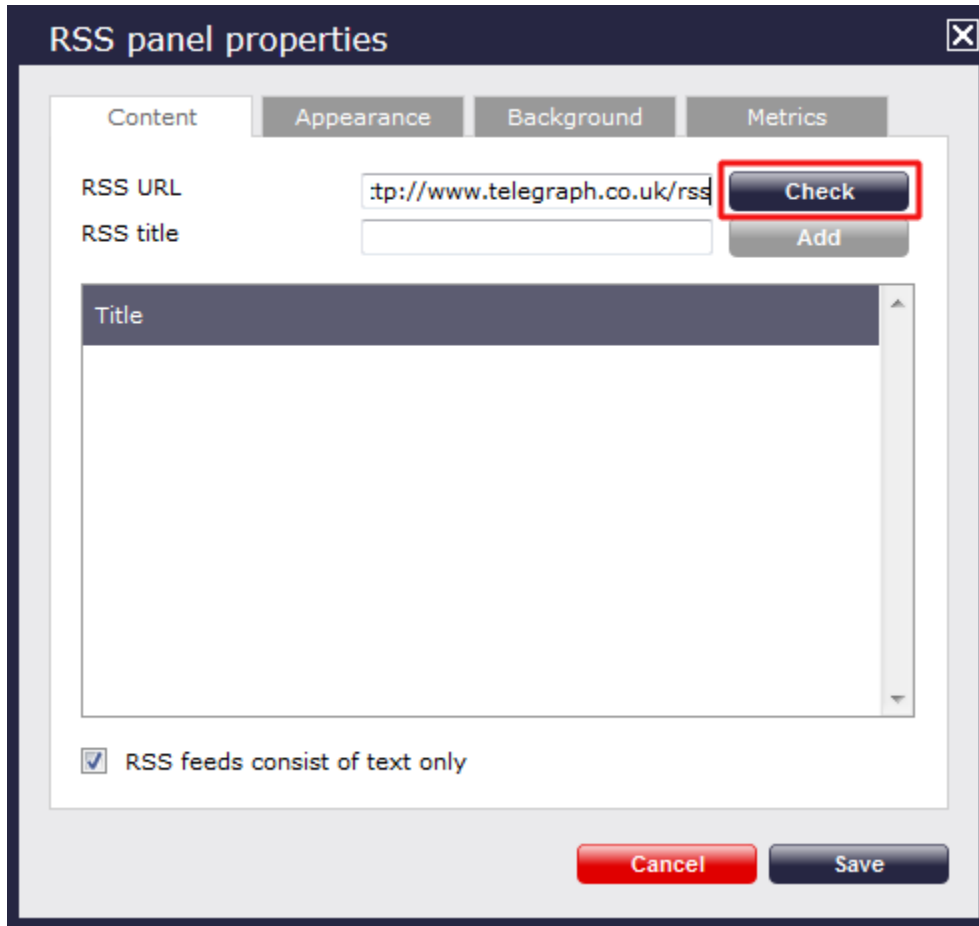 RSS panel properties
Content Appearance Background Metrics
RSS URL :tp://www.telegraph.co.uk/rss Check
RSS title Add
Title
RSS feeds consist of text only
Cancel Save